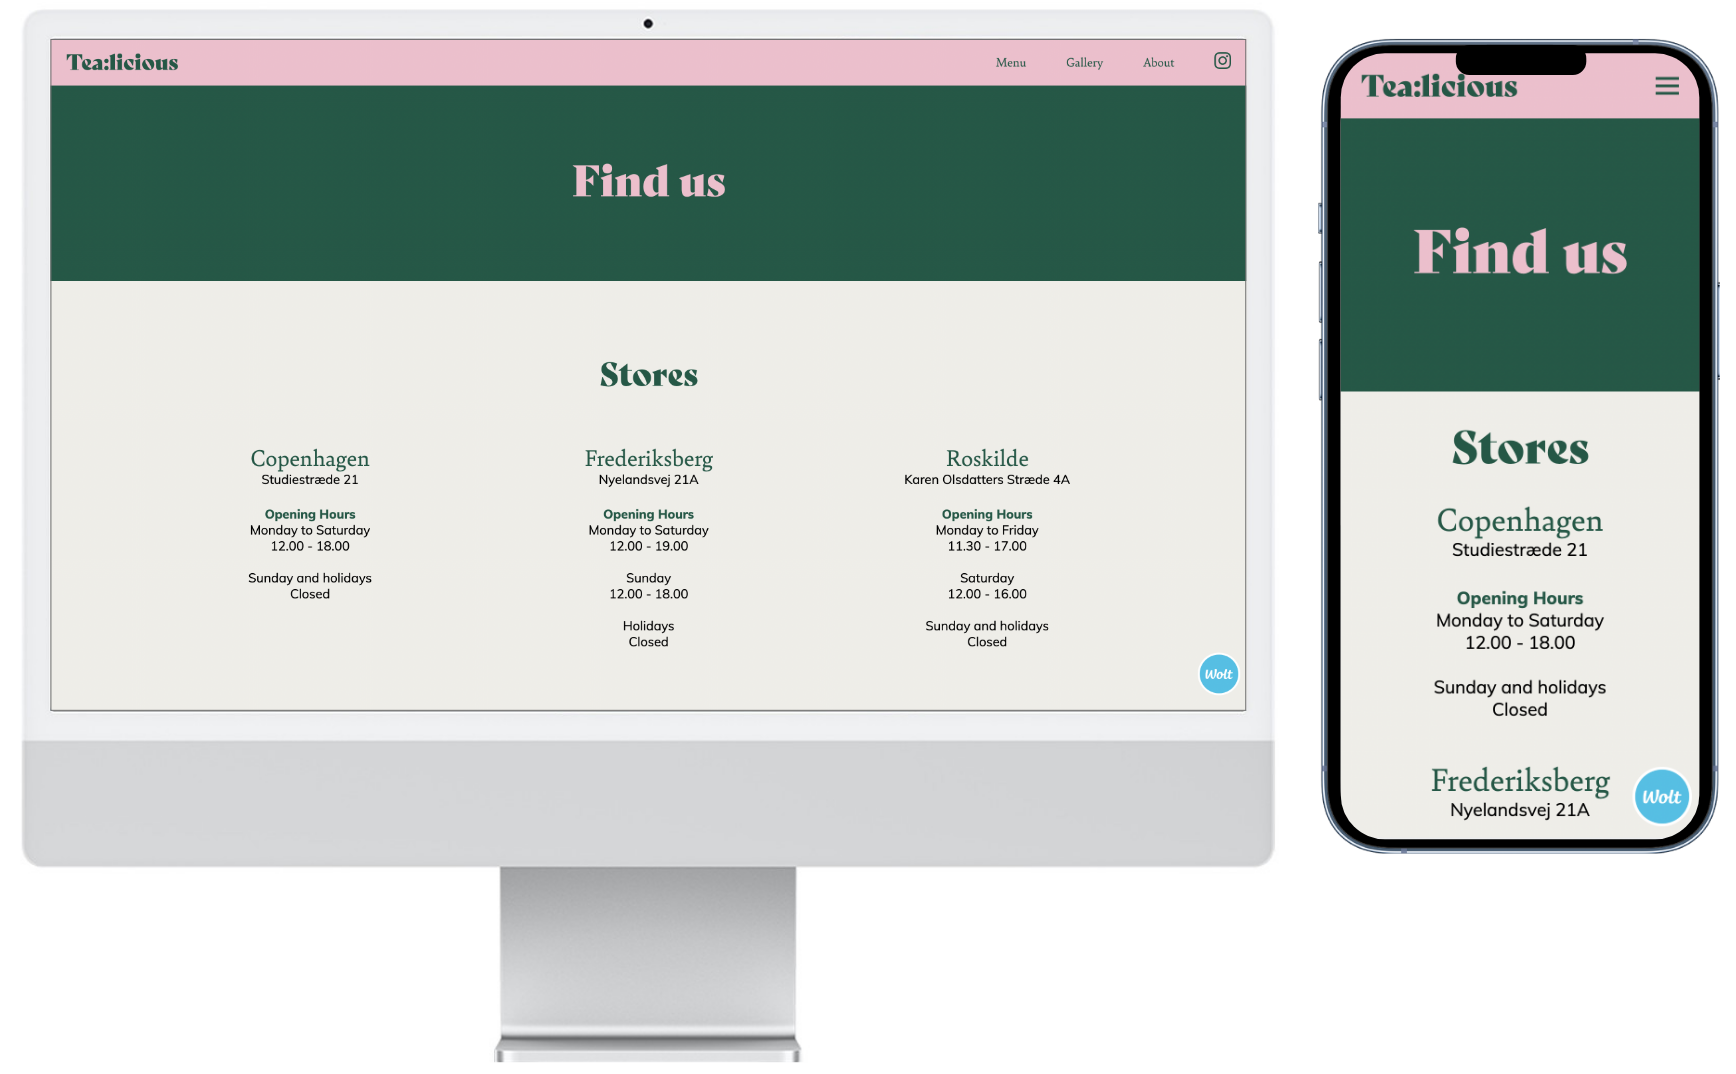 Tea:licious
Menu Gallery About
Find us
Stores
Copenhagen
Studiestræde 21
Opening Hours
Monday to Saturday
12.00 - 18.00
Sunday and holidays
Closed
Frederiksberg
Nyelandsvej 21A
Opening Hours
Monday to Saturday
12.00 - 19.00
Sunday
12.00 - 18.00
Holidays
Closed
Roskilde
Karen Olsdatters Stræde 4A
Opening Hours
Monday to Friday
11.30 - 17.00
Saturday
12.00 - 16.00
Sunday and holidays
Closed
Wolt
Tea:licious
Find us
Stores
Copenhagen
Studiestræde 21
Opening Hours
Monday to Saturday
12.00 - 18.00
Sunday and holidays
Closed
Frederiksberg
Nyelandsvej 21A
Wolt